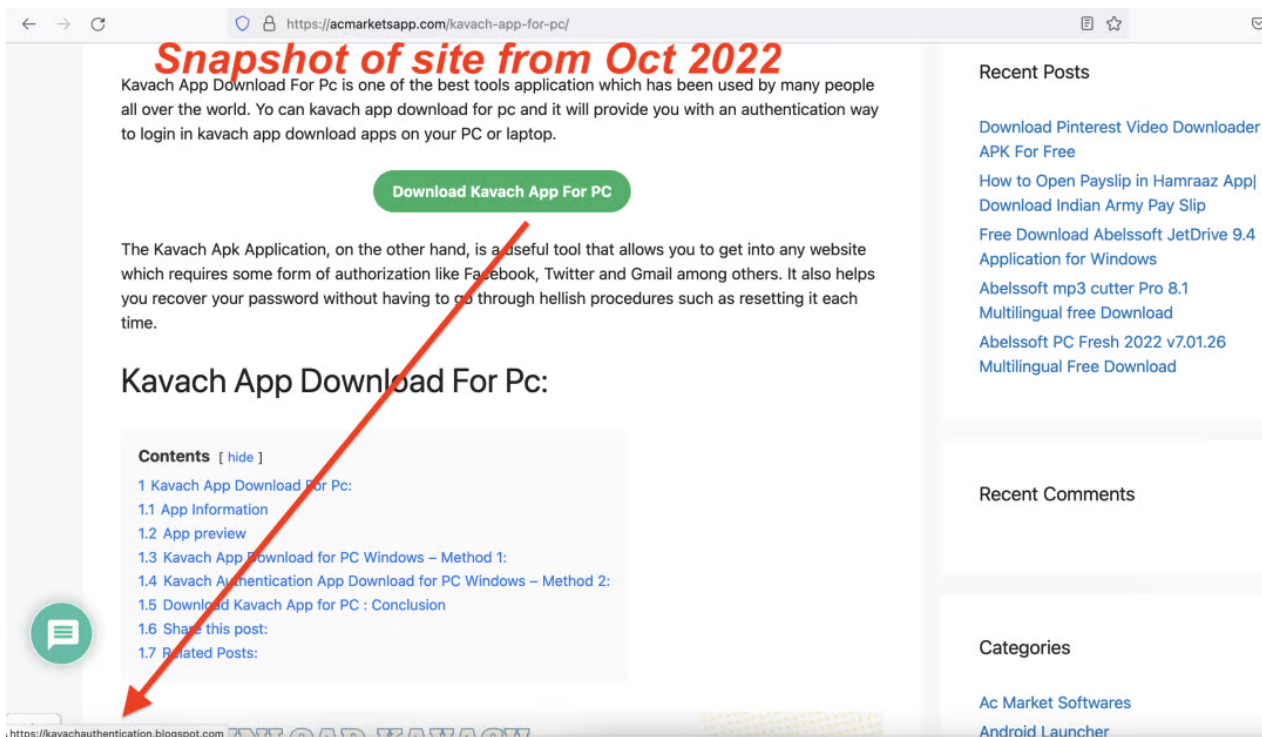 https://acmarketsapp.com/kavach-app-for-pc/
Snapshot of site from Oct 2022
Kavach App Download For Pc is one of the best tools application which has been used by many people
all over the world. Yo can kavach app download for pc and it will provide you with an authentication way
to login in kavach app download apps on your PC or laptop.
Download Kavach App For PC
The Kavach Apk Application, on the other hand, is a useful tool that allows you to get into any website
which requires some form of authorization like Facebook, Twitter and Gmail among others. It also helps
you recover your password without having to go through hellish procedures such as resetting it each
time.
Kavach App Download For Pc:
Contents [ hide ]
1 Kavach App Download For Pc:
1.1 App Information
1.2 App preview
1.3 Kavach App Download for PC Windows – Method 1:
1.4 Kavach Authentication App Download for PC Windows – Method 2:
1.5 Download Kavach App for PC : Conclusion
1.6 Share this post:
1.7 Related Posts:
https://kavachauthentication.blogspot.com
Recent Posts
Download Pinterest Video Downloader
APK For Free
How to Open Payslip in Hamraaz App|
Download Indian Army Pay Slip
Free Download Abelssoft JetDrive 9.4
Application for Windows
Abelssoft mp3 cutter Pro 8.1
Multilingual free Download
Abelssoft PC Fresh 2022 v7.01.26
Multilingual Free Download
Recent Comments
Categories
Ac Market Softwares
Android Launcher